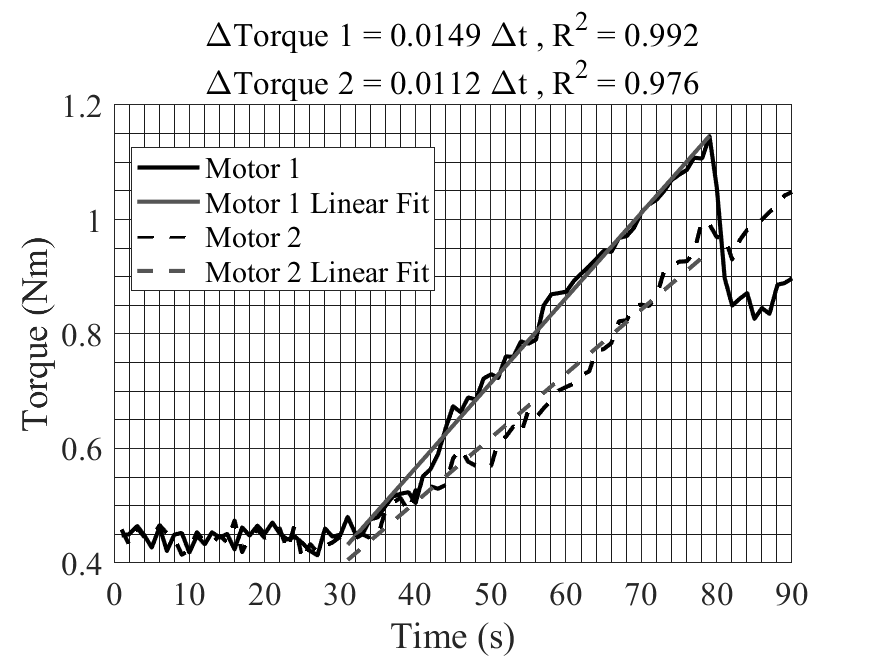 ΔTorque 1 = 0.0149 Δt , R² = 0.992
ΔTorque 2 = 0.0112 Δt , R² = 0.976
1.2
1
0.8
0.6
0.4
Torque (Nm)
Motor 1
Motor 1 Linear Fit
Motor 2
Motor 2 Linear Fit
0 10 20 30 40 50 60 70 80 90
Time (s)